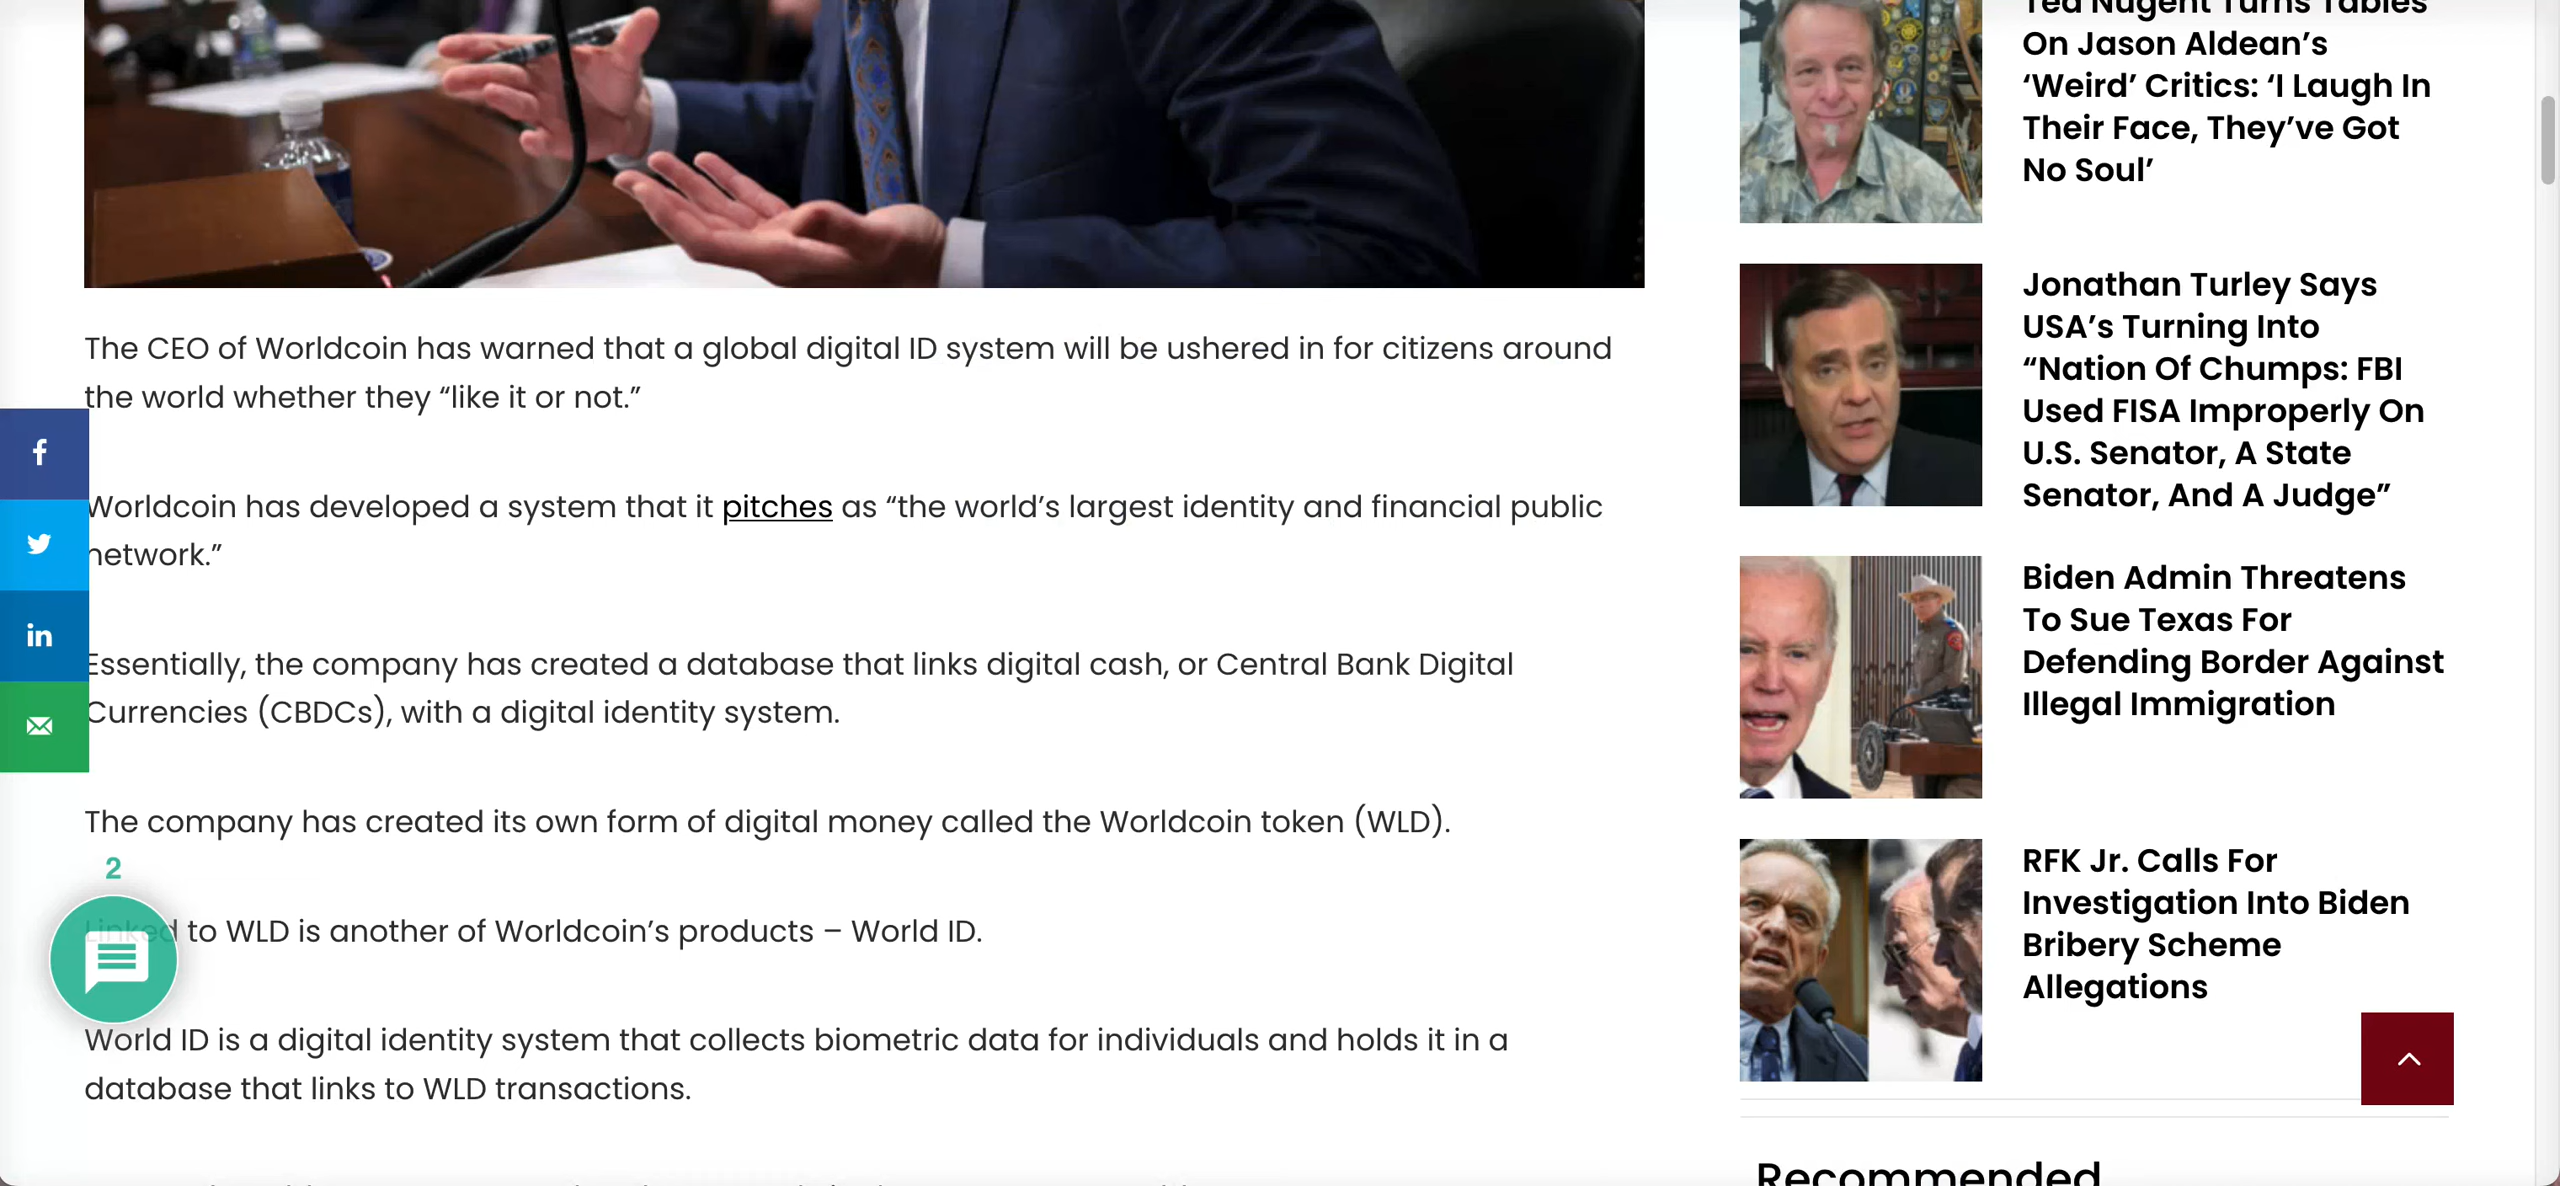 The CEO of Worldcoin has warned that a global digital ID system will be ushered in for citizens around
the world whether they “like it or not.”
Worldcoin has developed a system that it pitches as “the world’s largest identity and financial public
network.”
Essentially, the company has created a database that links digital cash, or Central Bank Digital
Currencies (CBDCs), with a digital identity system.
The company has created its own form of digital money called the Worldcoin token (WLD).
2
Linked to WLD is another of Worldcoin’s products – World ID.
World ID is a digital identity system that collects biometric data for individuals and holds it in a
database that links to WLD transactions.
Ted Nugent Turns Tables
On Jason Aldean’s
‘Weird’ Critics: ‘I Laugh In
Their Face, They’ve Got
No Soul’
Jonathan Turley Says
USA’s Turning Into
“Nation Of Chumps: FBI
Used FISA Improperly On
U.S. Senator, A State
Senator, And A Judge”
Biden Admin Threatens
To Sue Texas For
Defending Border Against
Illegal Immigration
RFK Jr. Calls For
Investigation Into Biden
Bribery Scheme
Allegations
Recommended
f
in